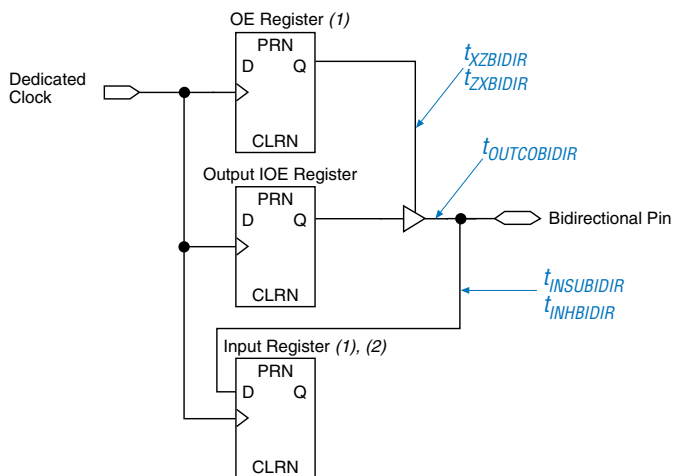 OE Register (1)
PRN
D Q
CLRN
Dedicated
Clock
tXZBIDIR
tZXBIDIR
tOUTCOBIDIR
Output IOE Register
PRN
D Q
CLRN
Bidirectional Pin
tINSUBIDIR
tINHBIDIR
Input Register (1), (2)
PRN
D Q
CLRN